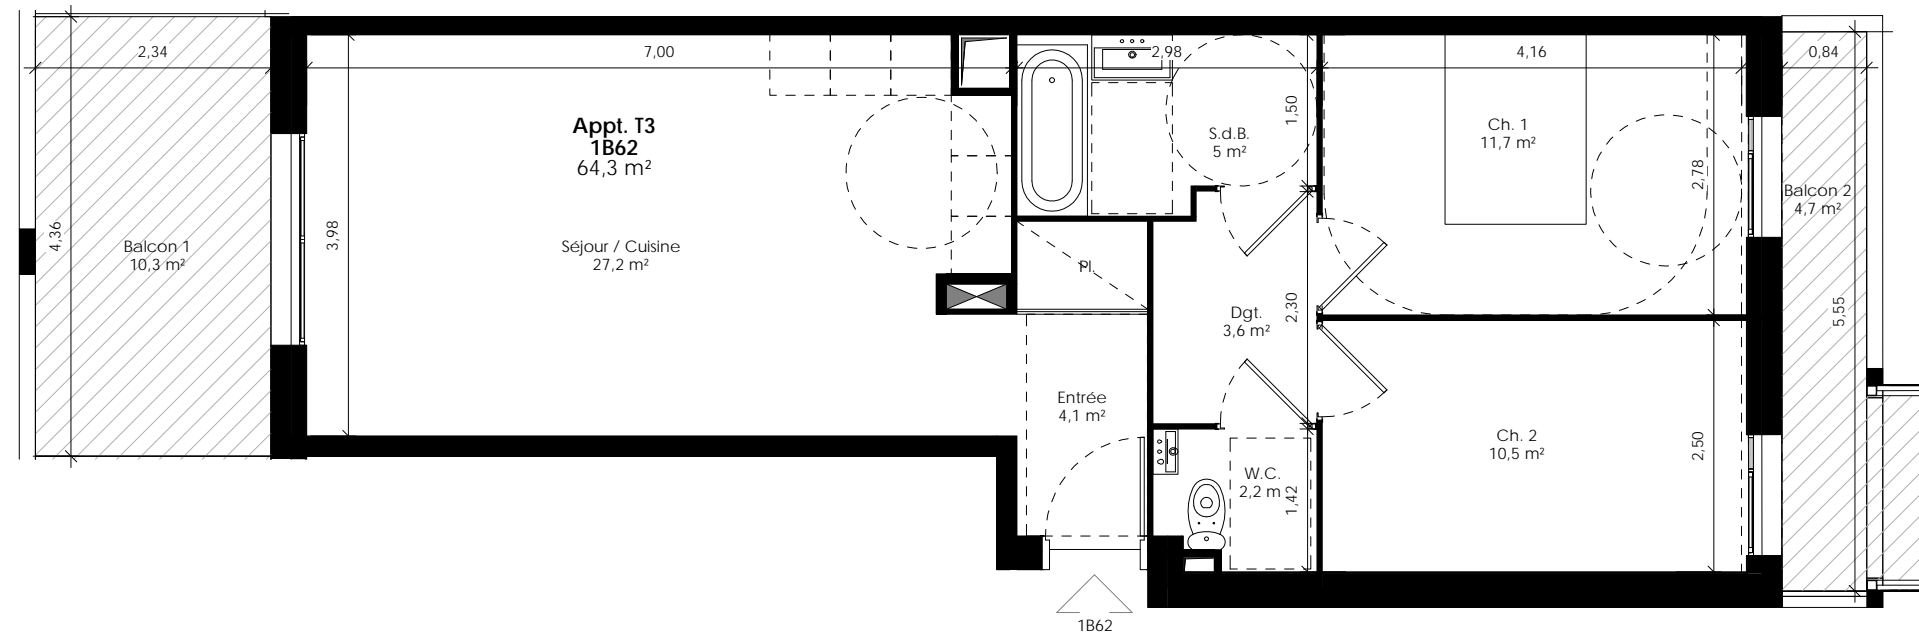 2,34
7,00
2,98
4,16
0,84
Appt. T3
1B62
64,3 m²
1,50
S.d.B.
5 m²
Ch. 1
11,7 m²
2,78
Balcon 2
4,7 m²
4,36
Balcon 1
10,3 m²
3,98
Séjour / Cuisine
27,2 m²
Pl.
Dgt.
3,6 m²
2,30
5,55
Entrée
4,1 m²
Ch. 2
10,5 m²
2,50
W.C.
2,2 m
1,42
1B62